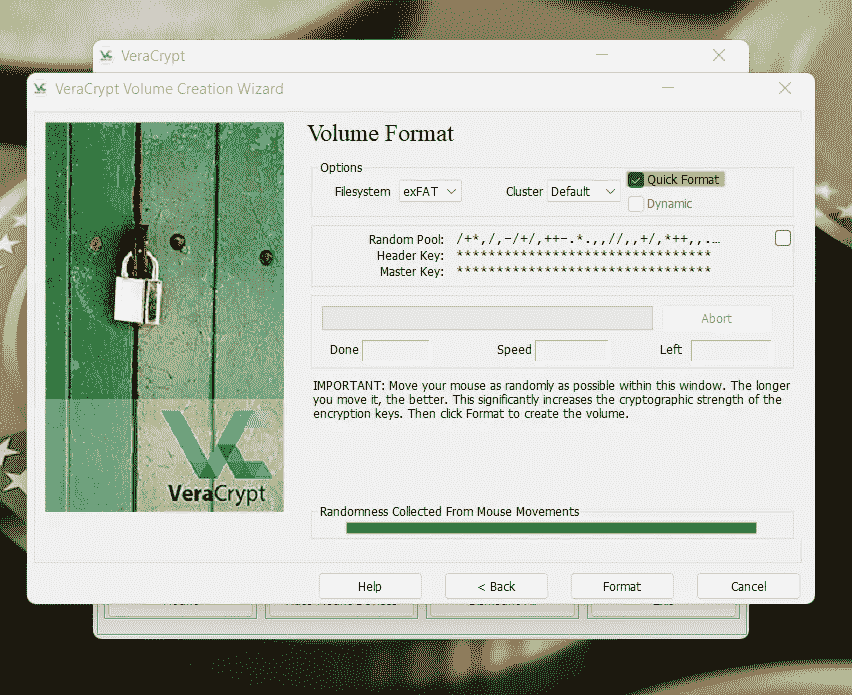 VeraCrypt
VeraCrypt Volume Creation Wizard
Volume Format
Options
Filesystem exFAT Cluster Default Quick Format
Dynamic
Random Pool: /+*,/,-/+/,++-.*.,,//,,+/,*++,,.…
Header Key: ********************************
Master Key: ********************************
Abort
Done Speed Left
IMPORTANT: Move your mouse as randomly as possible within this window. The longer
you move it, the better. This significantly increases the cryptographic strength of the
encryption keys. Then click Format to create the volume.
VeraCrypt
Randomness Collected From Mouse Movements
Help < Back Format Cancel